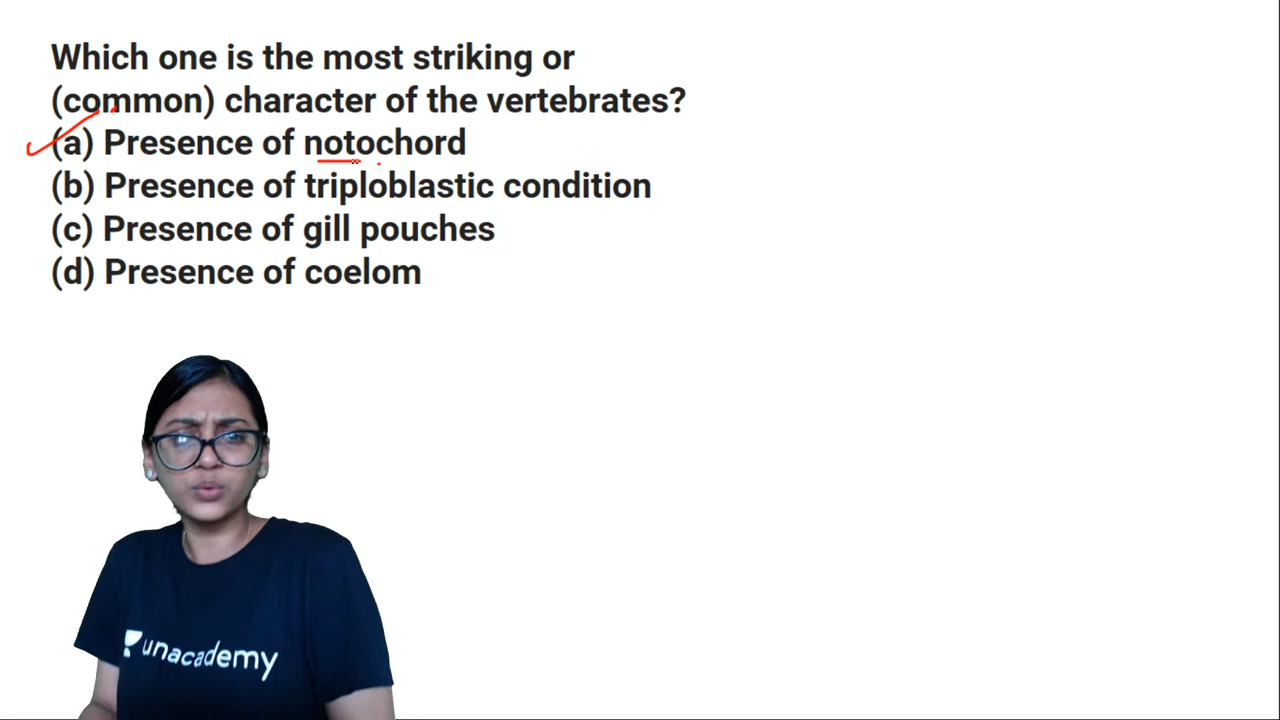 Which one is the most striking or
(common) character of the vertebrates?
(a) Presence of notochord
(b) Presence of triploblastic condition
(c) Presence of gill pouches
(d) Presence of coelom
unacademy